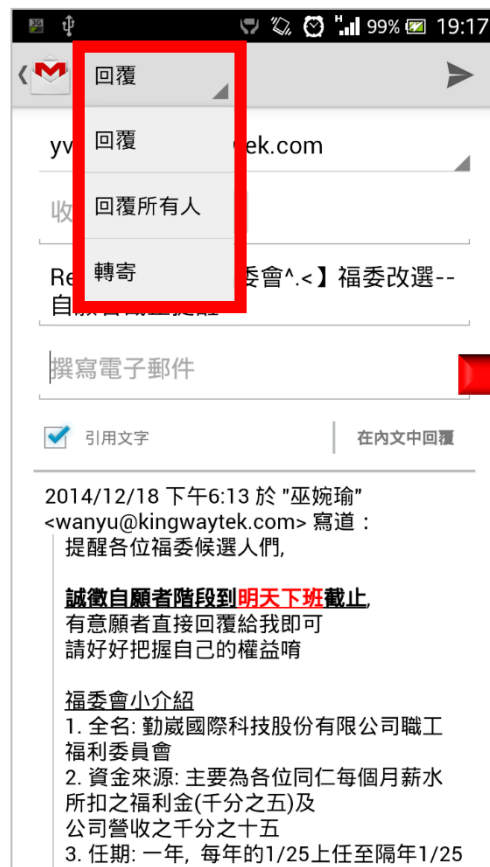 99% 19:17
回覆
回覆
yv ek.com
回覆所有人
收
轉寄
Re 委會^.<】福委改選--
自
撰寫電子郵件
引用文字 在內文中回覆
2014/12/18 下午6:13 於 "巫婉瑜"
<wanyu@kingwaytek.com> 寫道：
提醒各位福委候選人們,
誠徵自願者階段到明天下班截止,
有意願者直接回覆給我即可
請好好把握自己的權益唷
福委會小介紹
1. 全名: 勤崴國際科技股份有限公司職工
福利委員會
2. 資金來源: 主要為各位同仁每個月薪水
所扣之福利金(千分之五)及
公司營收之千分之十五
3. 任期: 一年, 每年的1/25上任至隔年1/25